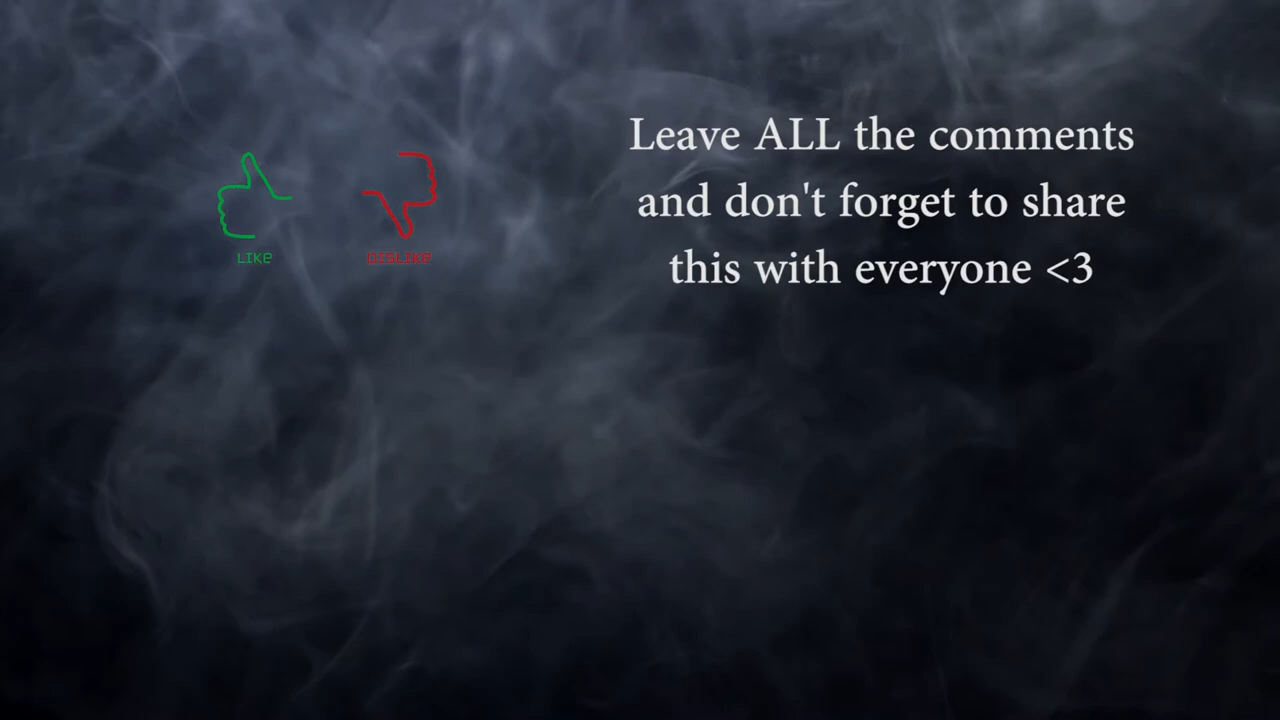 LIKE
DISLIKE
Leave ALL the comments
and don't forget to share
this with everyone <3